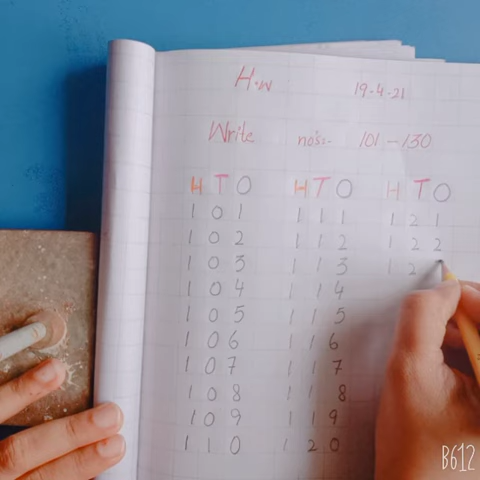 H.w 19-4-21
Write no's:- 101 - 130
H T O H T O H T O
1 0 1 1 1 1 1 2 1
1 0 2 1 1 2 1 2 2
1 0 3 1 1 3 1 2
1 0 4 1 1 4
1 0 5 1 1 5
1 0 6 1 1 6
1 0 7 1 1 7
1 0 8 1 1 8
1 0 9 1 1 9
1 1 0 1 2 0
B612